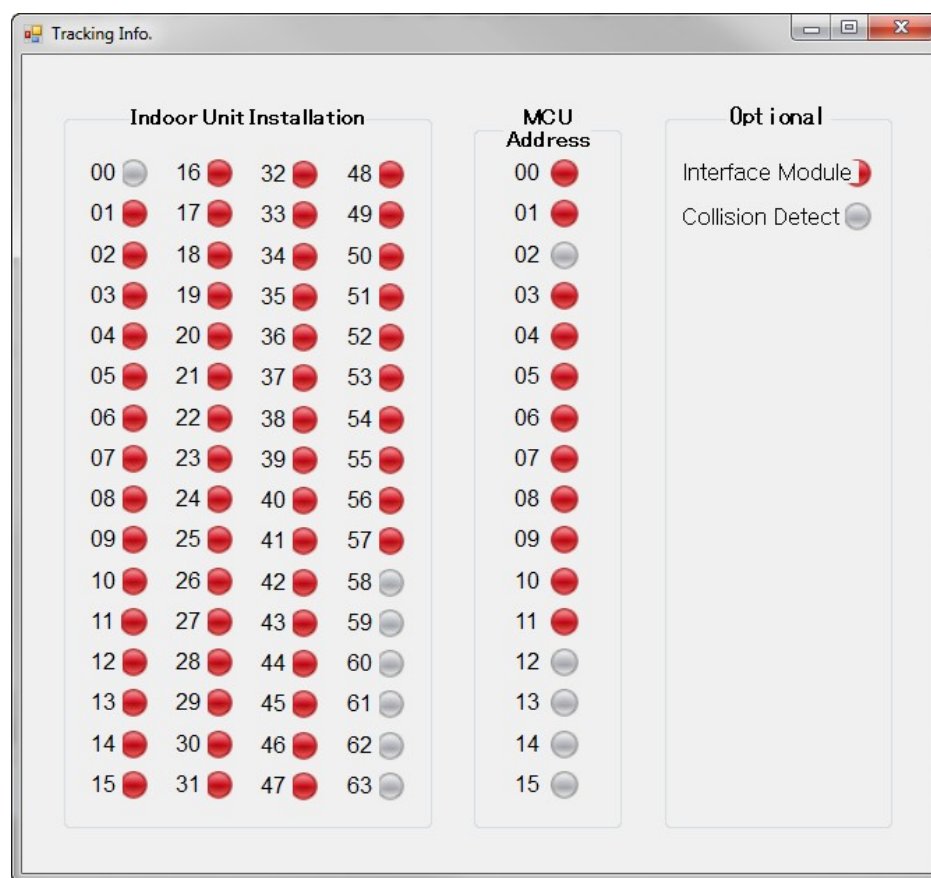 Tracking Info.
Indoor Unit Installation MCU Address Optional
00 16 32 48 00 Interface Module
01 17 33 49 01 Collision Detect
02 18 34 50 02
03 19 35 51 03
04 20 36 52 04
05 21 37 53 05
06 22 38 54 06
07 23 39 55 07
08 24 40 56 08
09 25 41 57 09
10 26 42 58 10
11 27 43 59 11
12 28 44 60 12
13 29 45 61 13
14 30 46 62 14
15 31 47 63 15